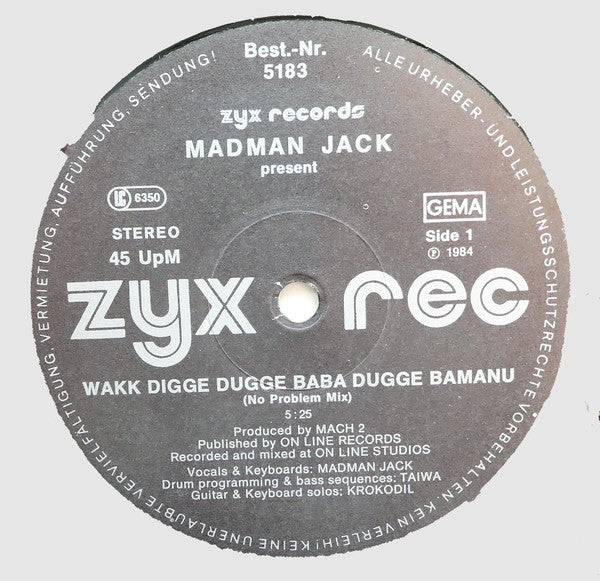 Best.-Nr.
5183
zyx records
MADMAN JACK
present
LC 6350
GEMA
STEREO
Side 1
45 UpM
℗ 1984
zyx rec
WAKK DIGGE DUGGE BABA DUGGE BAMANU
(No Problem Mix)
5:25
Produced by MACH 2
Published by ON LINE RECORDS
Recorded and mixed at ON LINE STUDIOS
Vocals & Keyboards: MADMAN JACK
Drum programming & bass sequences: TAIWA
Guitar & Keyboard solos: KROKODIL
ALLE URHEBER- UND LEISTUNGSSCHUTZRECHTE VORBEHALTEN. KEIN VERLEIH! KEINE UNERLAUBTE VERVIELFÄLTIGUNG, VERMIETUNG, AUFFÜHRUNG, SENDUNG!